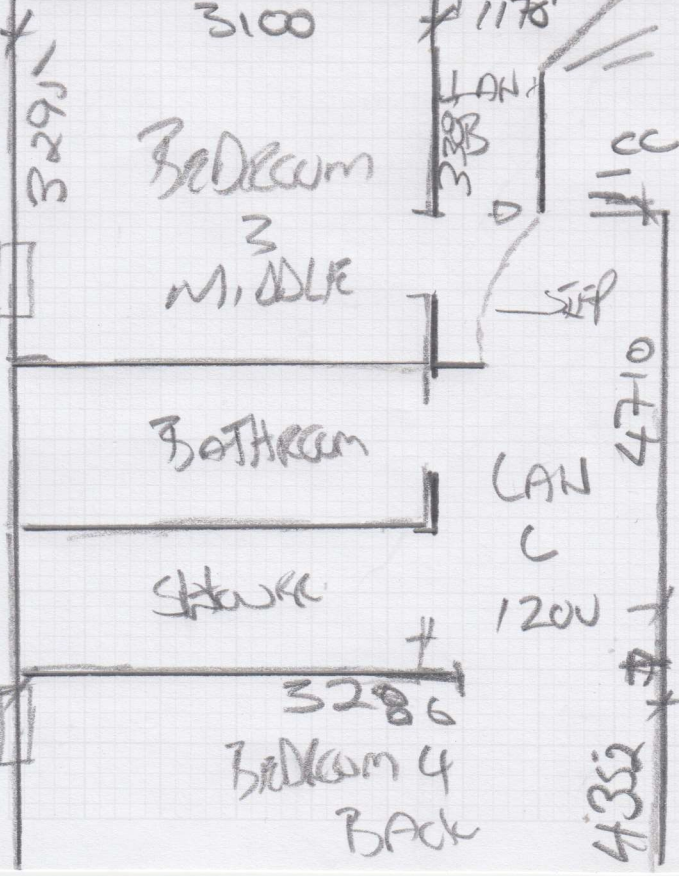 3100
1170
3295
LAN
B
CC
BEDROOM
3
MIDDLE
D
STEP
4710
BATHROOM
LAN
C
SHOWER
1200
3286
BEDROOM 4
BACK
4352